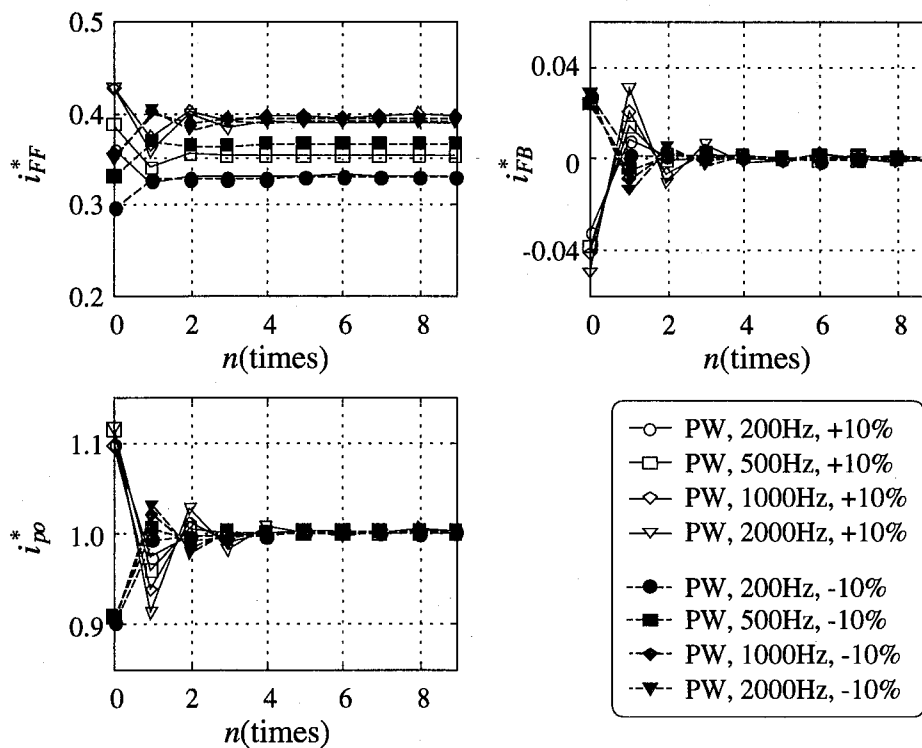 0.5
0.4
0.3
0.2
i*FF
0 2 4 6 8
n(times)
0.04
0
-0.04
i*FB
0 2 4 6 8
n(times)
1.1
1.0
0.9
i*po
0 2 4 6 8
n(times)
PW, 200Hz, +10%
PW, 500Hz, +10%
PW, 1000Hz, +10%
PW, 2000Hz, +10%
PW, 200Hz, -10%
PW, 500Hz, -10%
PW, 1000Hz, -10%
PW, 2000Hz, -10%